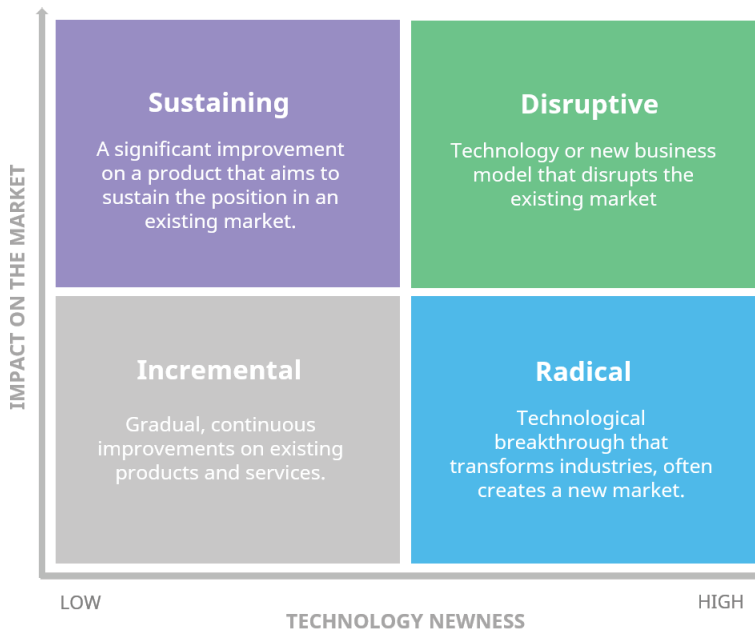 IMPACT ON THE MARKET
Sustaining
A significant improvement
on a product that aims to
sustain the position in an
existing market.
Disruptive
Technology or new business
model that disrupts the
existing market
Incremental
Gradual, continuous
improvements on existing
products and services.
Radical
Technological
breakthrough that
transforms industries, often
creates a new market.
LOW
HIGH
TECHNOLOGY NEWNESS